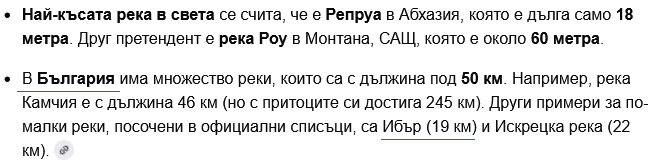 • Най-късата река в света се счита, че е Репруа в Абхазия, която е дълга само 18
метра. Друг претендент е река Роу в Монтана, САЩ, която е около 60 метра.
• В България има множество реки, които са с дължина под 50 км. Например, река
Камчия е с дължина 46 км (но с притоците си достига 245 км). Други примери за по-
малки реки, посочени в официални списъци, са Ибър (19 км) и Искрецка река (22
км).